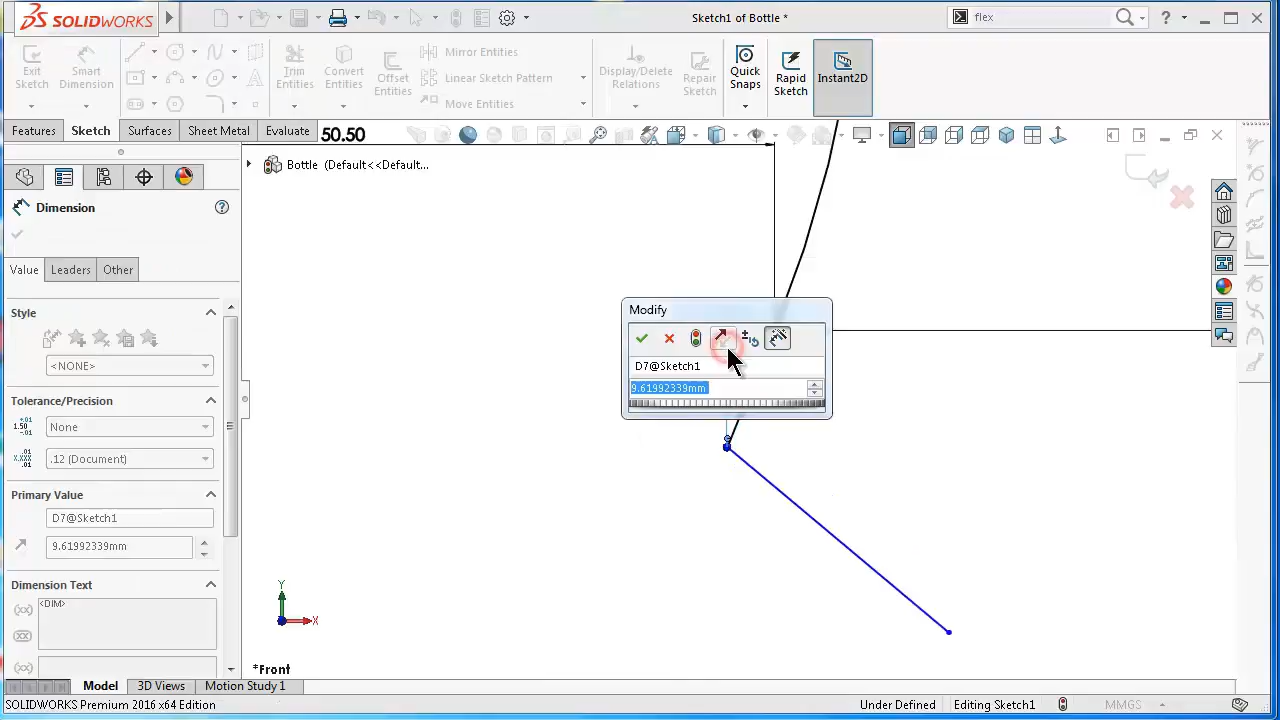 SOLIDWORKS
Sketch1 of Bottle *
flex
Exit Sketch
Smart Dimension
Trim Entities
Convert Entities
Offset Entities
Mirror Entities
Linear Sketch Pattern
Move Entities
Display/Delete Relations
Repair Sketch
Quick Snaps
Rapid Sketch
Instant2D
Features
Sketch
Surfaces
Sheet Metal
Evaluate
50.50
Bottle (Default<<Default...
Dimension
Value
Leaders
Other
Style
<NONE>
Tolerance/Precision
None
.12 (Document)
Primary Value
D7@Sketch1
9.61992339mm
Dimension Text
<DIM>
Modify
D7@Sketch1
9.61992339mm
Y
X
*Front
Model
3D Views
Motion Study 1
SOLIDWORKS Premium 2016 x64 Edition
Under Defined
Editing Sketch1
MMGS